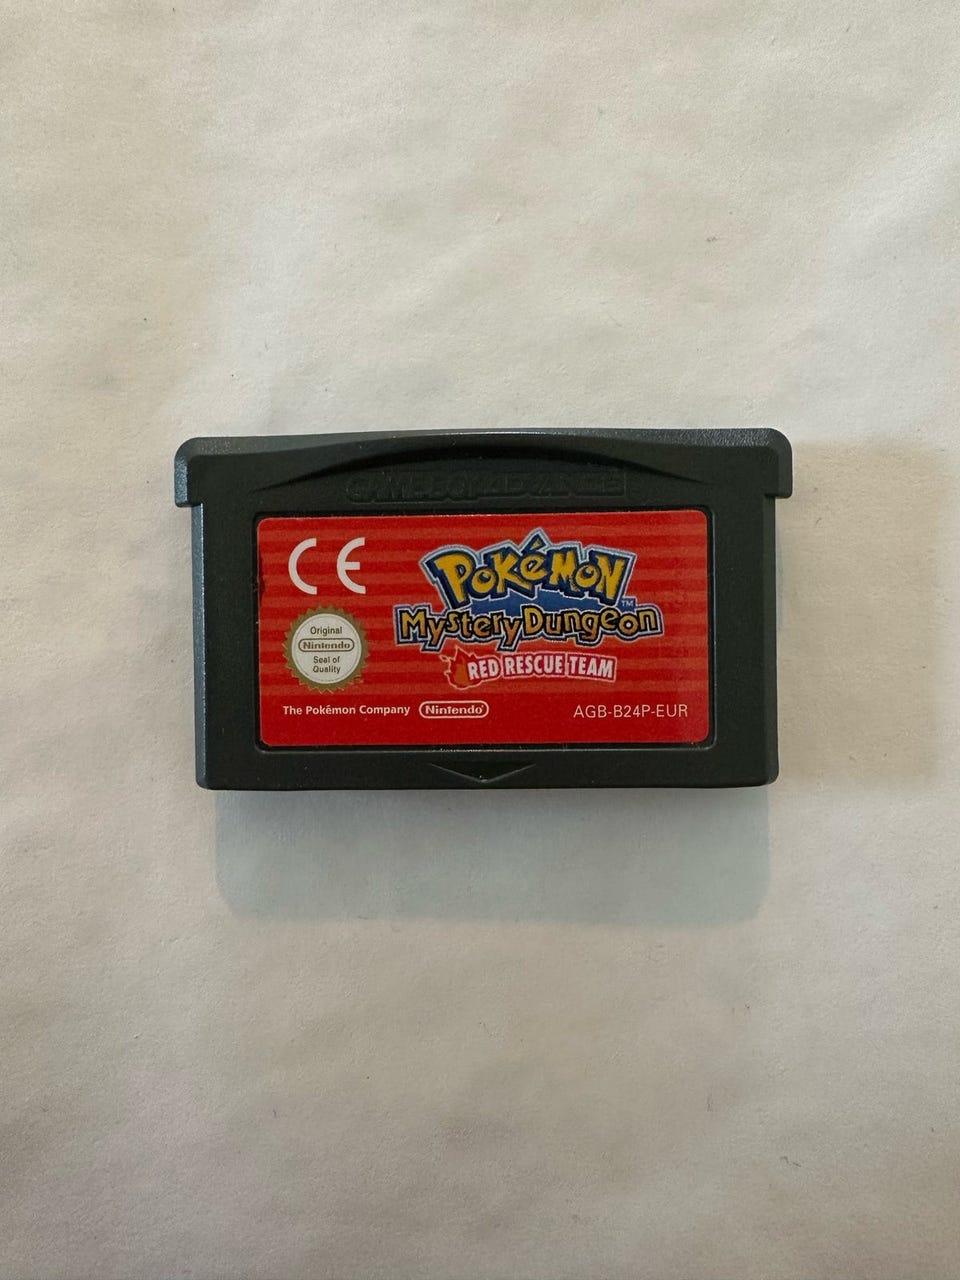 GAME BOY ADVANCE
CE
POKéMON
Mystery Dungeon™
RED RESCUE TEAM
Original
Nintendo
Seal of
Quality
The Pokémon Company Nintendo® AGB-B24P-EUR